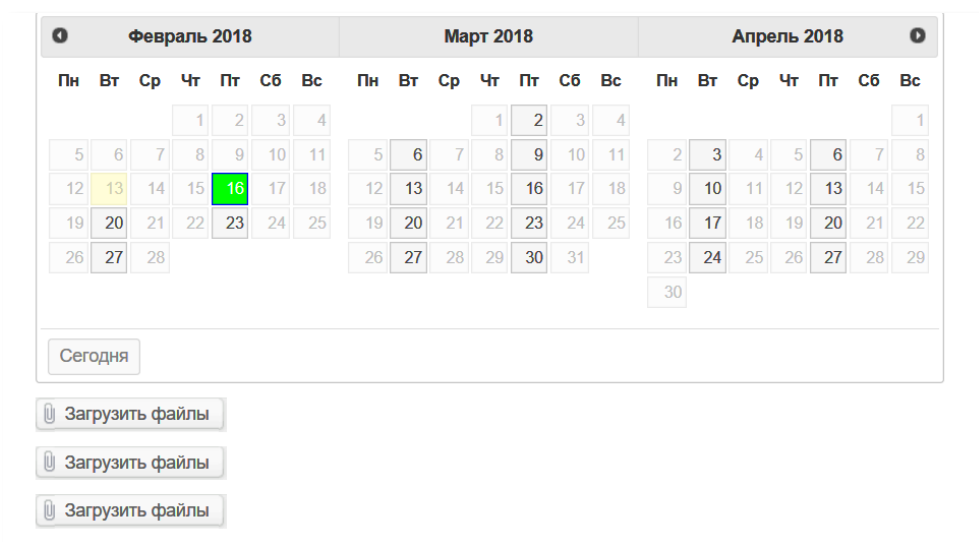 Февраль 2018 Март 2018 Апрель 2018
Пн Вт Ср Чт Пт Сб Вс Пн Вт Ср Чт Пт Сб Вс Пн Вт Ср Чт Пт Сб Вс
1 2 3 4 1 2 3 4 1
5 6 7 8 9 10 11 5 6 7 8 9 10 11 2 3 4 5 6 7 8
12 13 14 15 16 17 18 12 13 14 15 16 17 18 9 10 11 12 13 14 15
19 20 21 22 23 24 25 19 20 21 22 23 24 25 16 17 18 19 20 21 22
26 27 28 26 27 28 29 30 31 23 24 25 26 27 28 29
30
Сегодня
Загрузить файлы
Загрузить файлы
Загрузить файлы